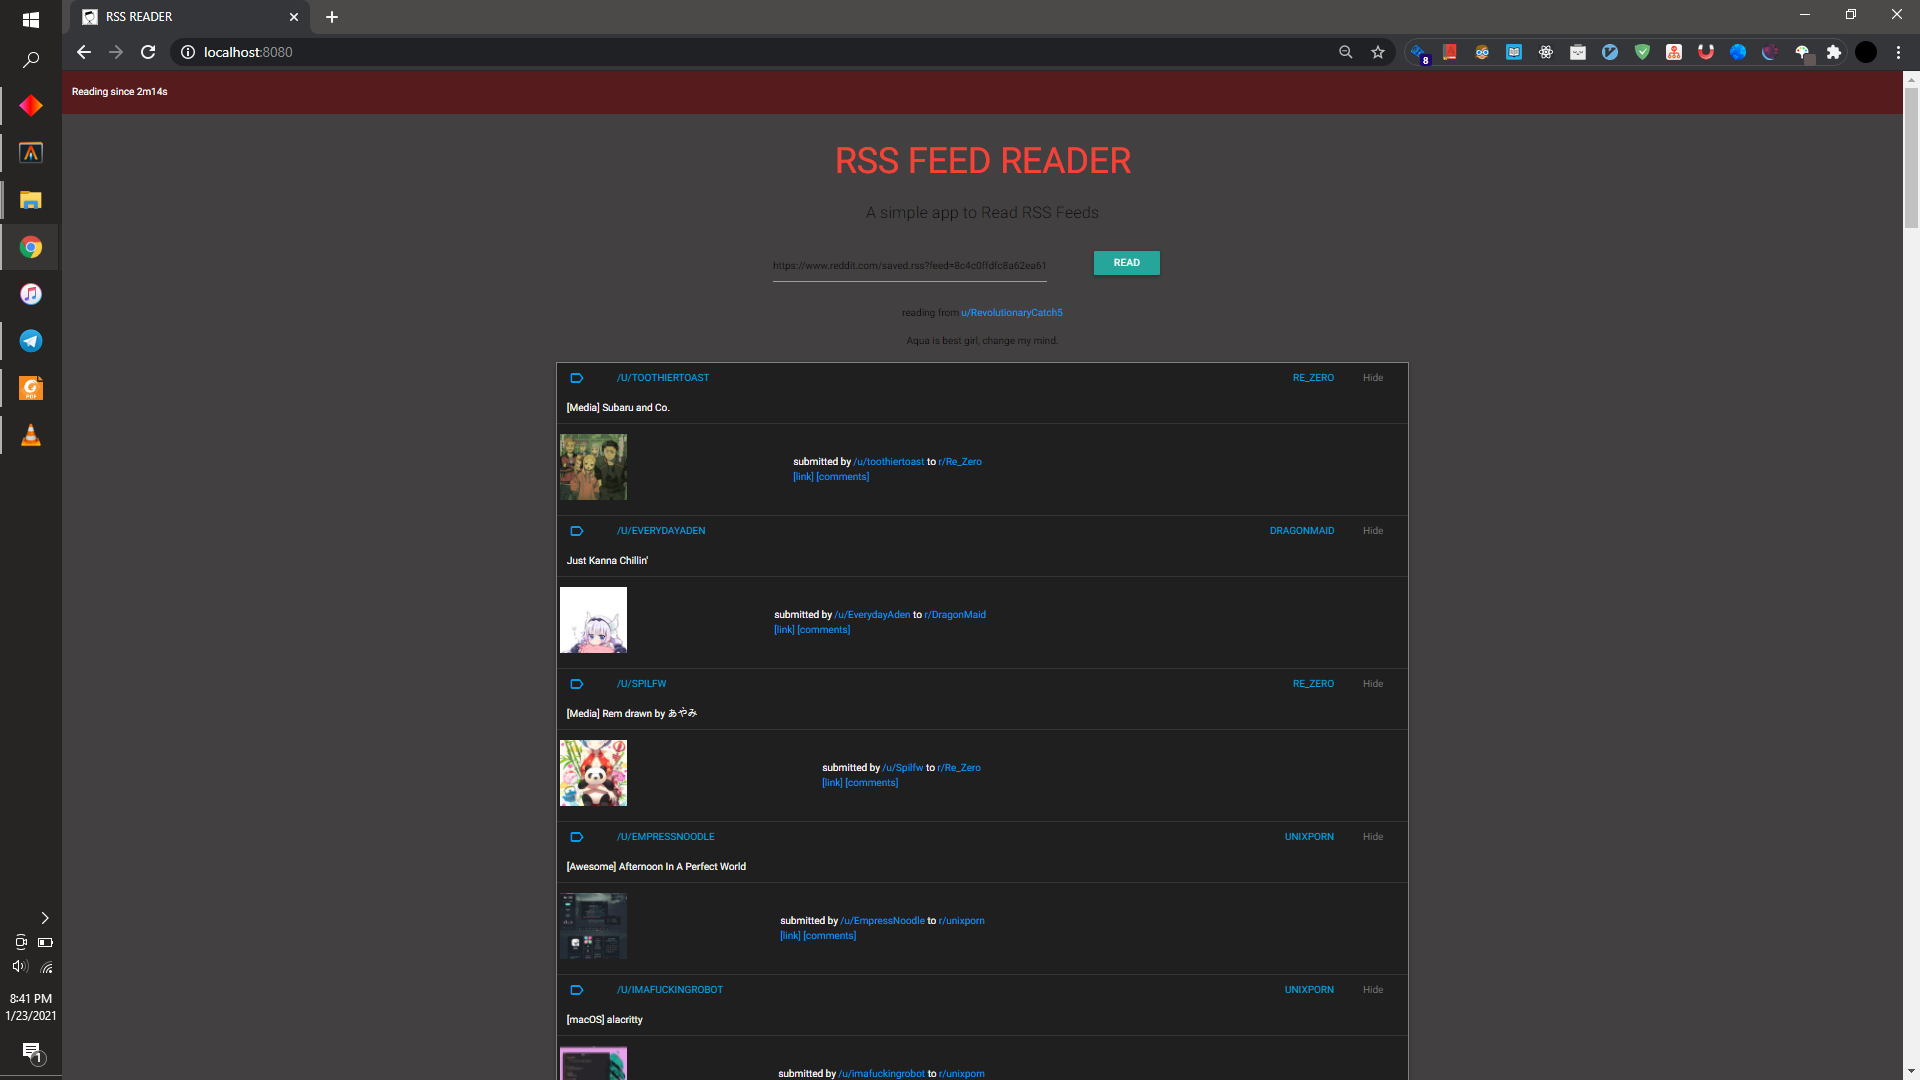 RSS READER
localhost:8080
8
Reading since 2m14s
RSS FEED READER
A simple app to Read RSS Feeds
https://www.reddit.com/saved.rss?feed=8c4c0ffdfc8a62ea61
READ
reading from u/RevolutionaryCatch5
Aqua is best girl, change my mind.
/U/TOOTHIERTOAST RE_ZERO Hide
[Media] Subaru and Co.
submitted by /u/toothiertoast to r/Re_Zero
[link] [comments]
/U/EVERYDAYADEN DRAGONMAID Hide
Just Kanna Chillin'
submitted by /u/EverydayAden to r/DragonMaid
[link] [comments]
/U/SPILFW RE_ZERO Hide
[Media] Rem drawn by あやみ
submitted by /u/Spilfw to r/Re_Zero
[link] [comments]
/U/EMPRESSNOODLE UNIXPORN Hide
[Awesome] Afternoon In A Perfect World
submitted by /u/EmpressNoodle to r/unixporn
[link] [comments]
/U/IMAFUCKINGROBOT UNIXPORN Hide
[macOS] alacritty
submitted by /u/imafuckingrobot to r/unixporn
PDF
8:41 PM
1/23/2021
1